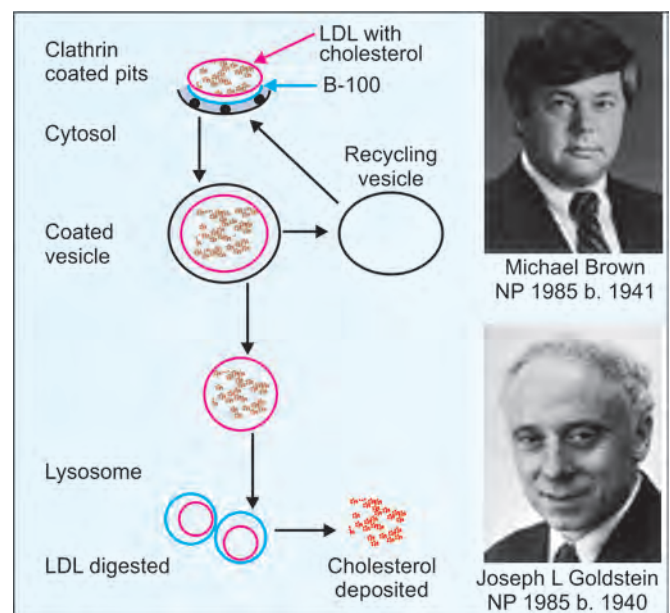 LDL with
cholesterol
Clathrin
coated pits
B-100
Cytosol
Recycling
vesicle
Coated
vesicle
Michael Brown
NP 1985 b. 1941
Lysosome
LDL digested
Cholesterol
deposited
Joseph L Goldstein
NP 1985 b. 1940